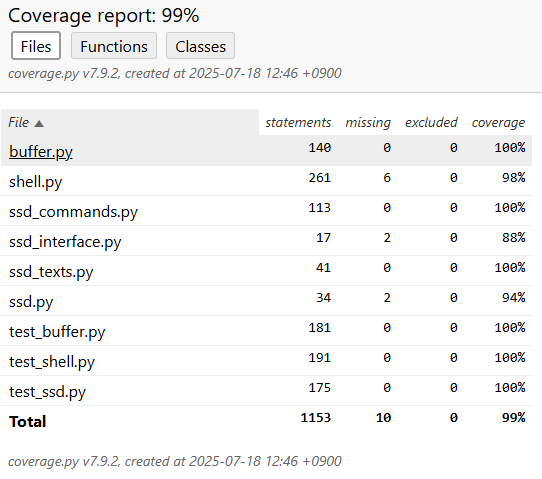 Coverage report: 99%
Files Functions Classes
coverage.py v7.9.2, created at 2025-07-18 12:46 +0900
File ▲ statements missing excluded coverage
buffer.py 140 0 0 100%
shell.py 261 6 0 98%
ssd_commands.py 113 0 0 100%
ssd_interface.py 17 2 0 88%
ssd_texts.py 41 0 0 100%
ssd.py 34 2 0 94%
test_buffer.py 181 0 0 100%
test_shell.py 191 0 0 100%
test_ssd.py 175 0 0 100%
Total 1153 10 0 99%
coverage.py v7.9.2, created at 2025-07-18 12:46 +0900